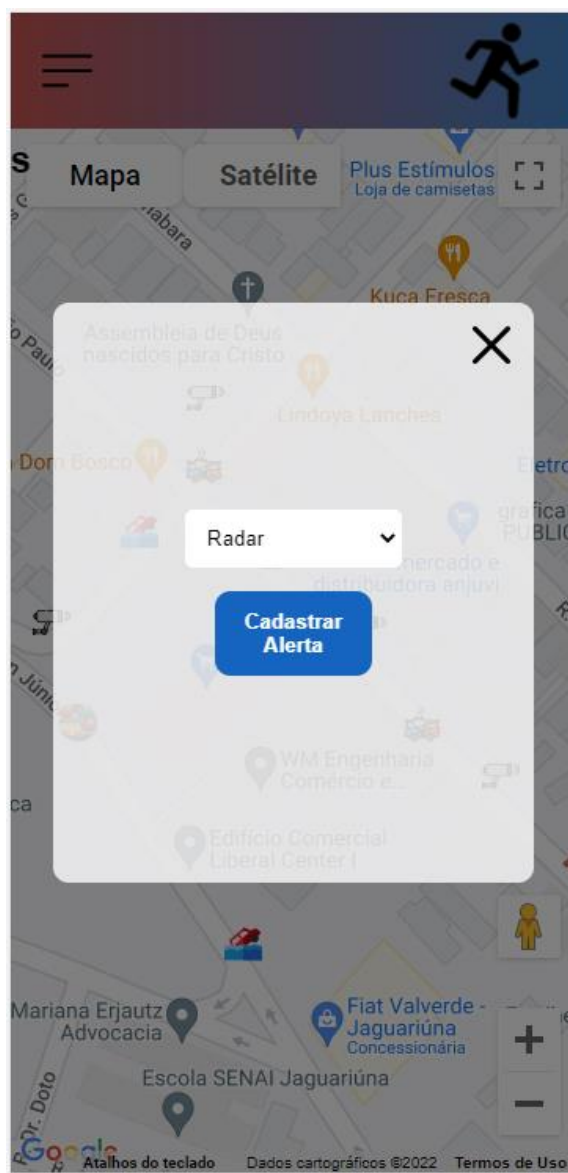 s
Mapa
Satélite
Plus Estímulos
Loja de camisetas
Kuca Fresca
Assembleia de Deus
nascidos para Cristo
Lindoya Lanches
Dom Bosco
Radar
Cadastrar
Alerta
distribuidora anjuvi
WM Engenharia
Comércio e...
Edifício Comercial
Liberal Center I
Mariana Erjautz
Advocacia
Fiat Valverde -
Jaguariúna
Concessionária
Escola SENAI Jaguariúna
Google
Atalhos do teclado
Dados cartográficos ©2022
Termos de Uso